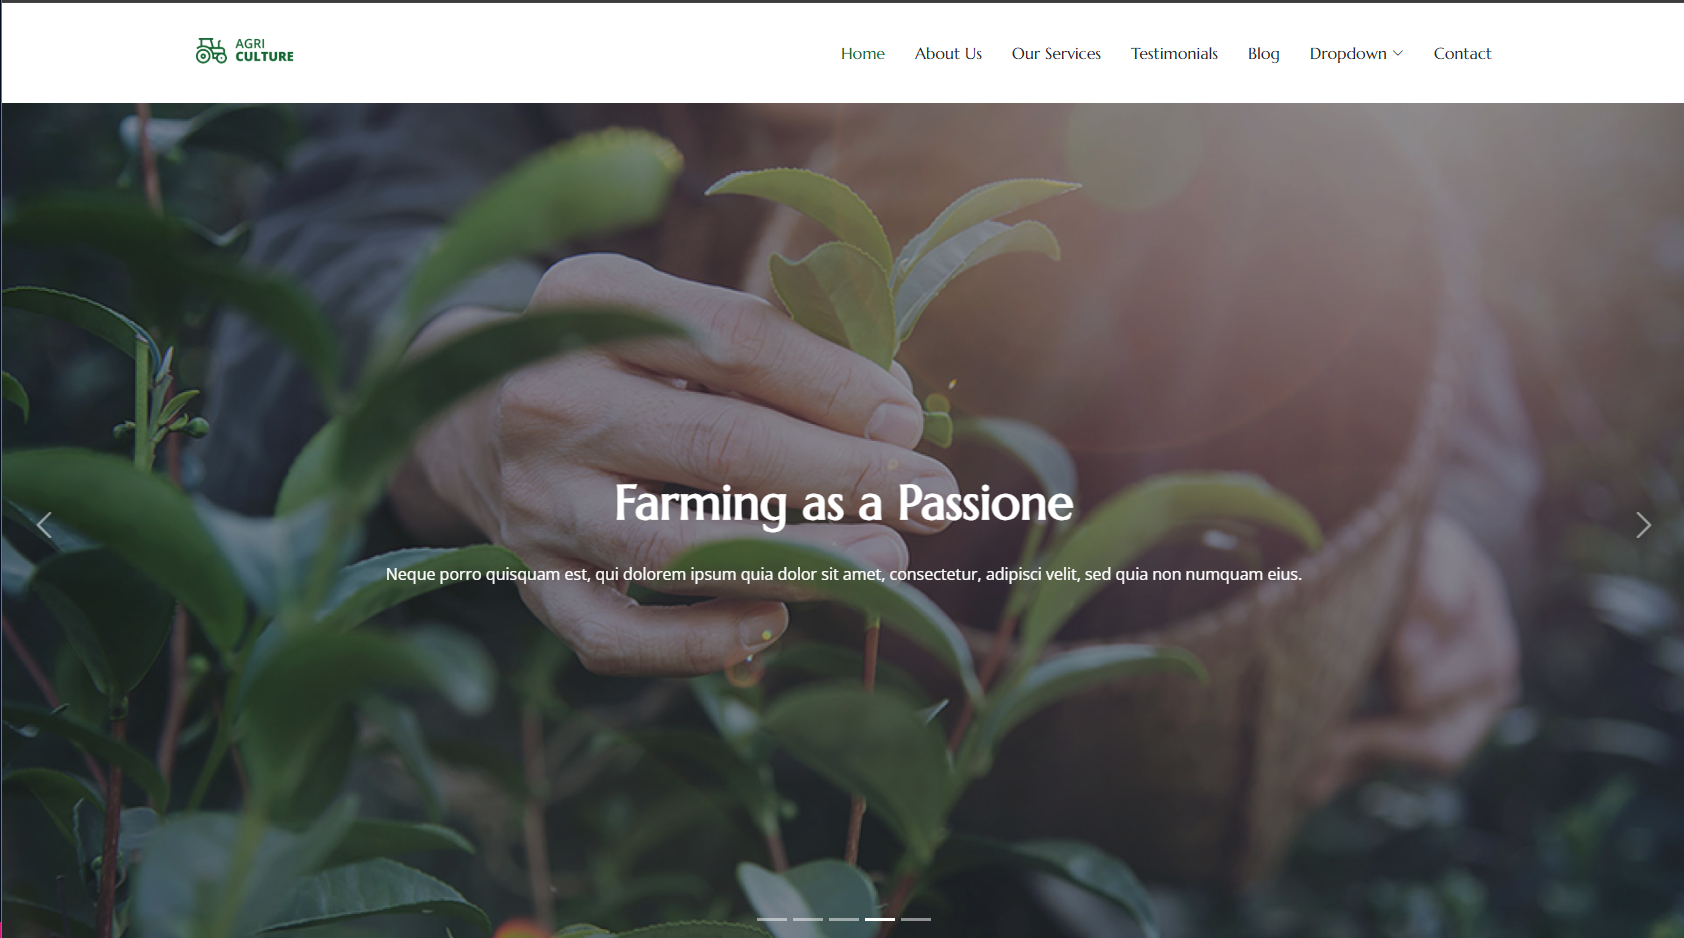 AGRI
CULTURE
Home About Us Our Services Testimonials Blog Dropdown Contact
Farming as a Passione
Neque porro quisquam est, qui dolorem ipsum quia dolor sit amet, consectetur, adipisci velit, sed quia non numquam eius.